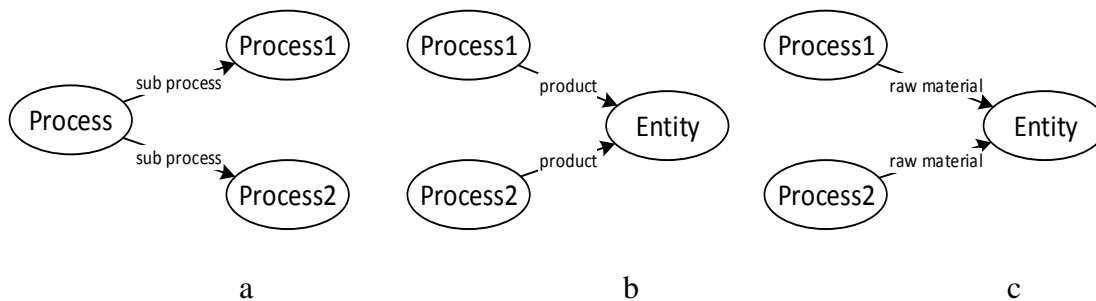 Process1
sub process
Process
sub process
Process2
a
Process1
product
Entity
product
Process2
b
Process1
raw material
Entity
raw material
Process2
c